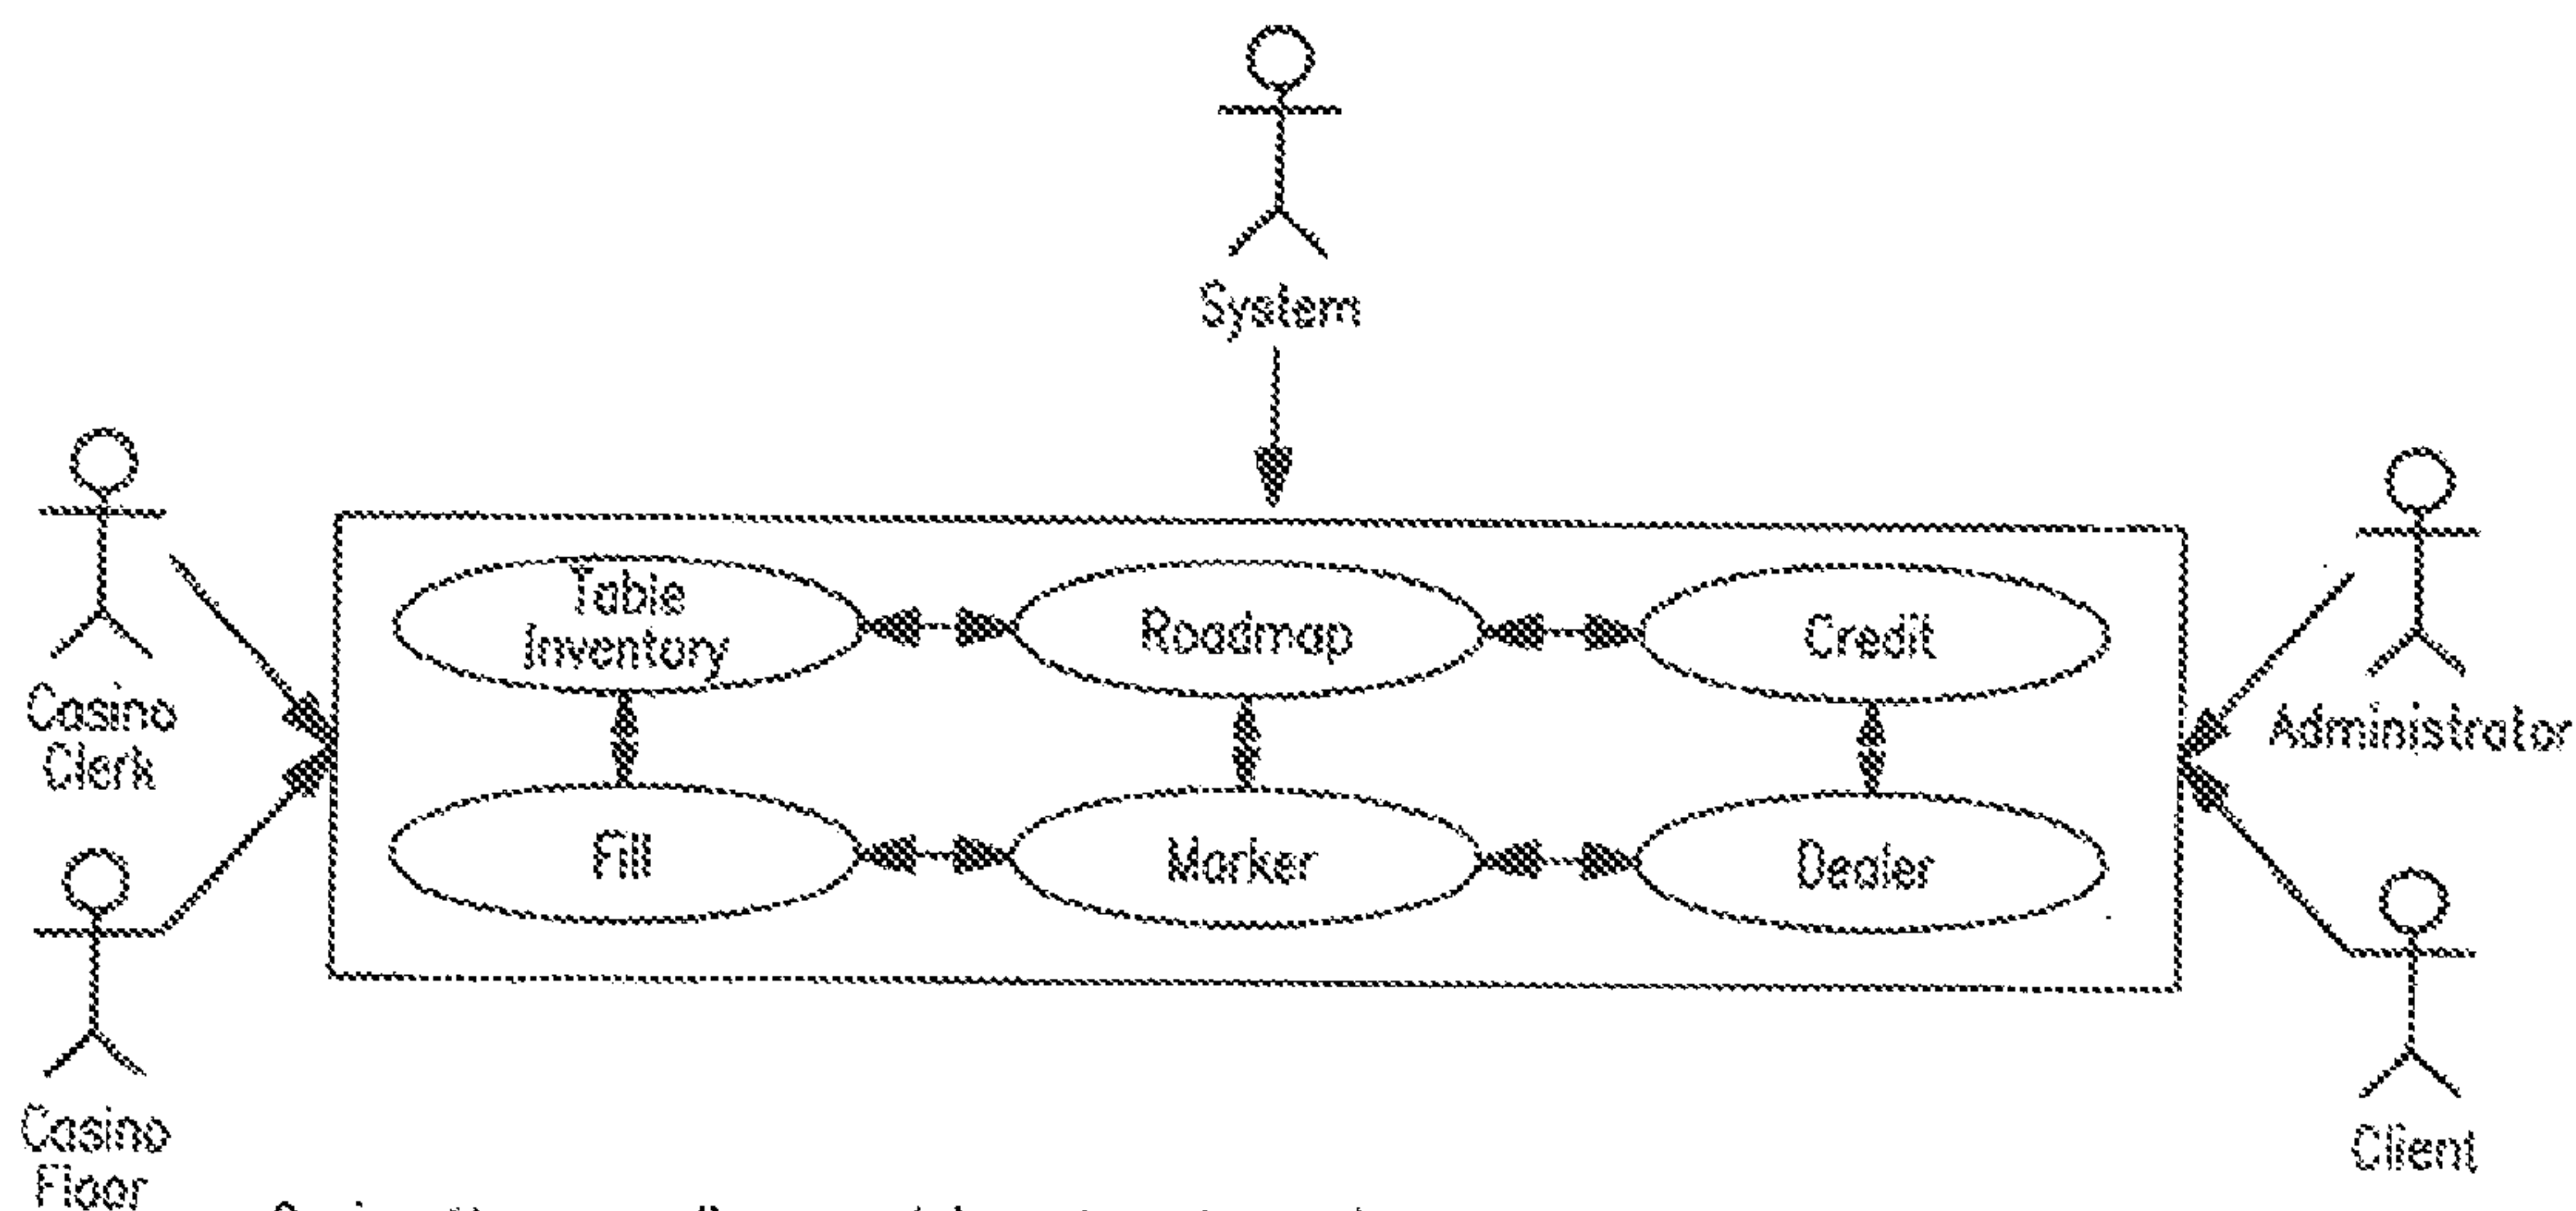 System
Table
Inventory
Roadmap
Credit
Casino
Clerk
Administrator
Fill
Marker
Dealer
Casino
Floor
Client